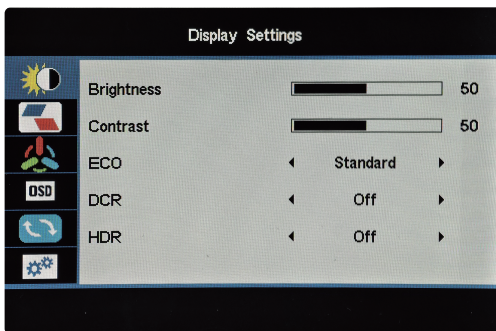 Display Settings
Brightness 50
Contrast 50
ECO Standard
DCR Off
OSD
HDR Off